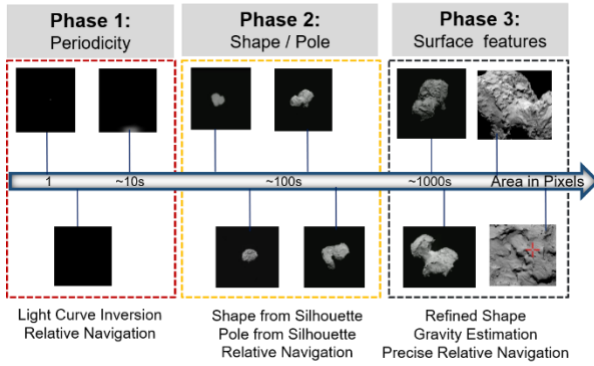 Phase 1:
Periodicity
Phase 2:
Shape / Pole
Phase 3:
Surface features
1
~10s
~100s
~1000s
Area in Pixels
Light Curve Inversion
Relative Navigation
Shape from Silhouette
Pole from Silhouette
Relative Navigation
Refined Shape
Gravity Estimation
Precise Relative Navigation